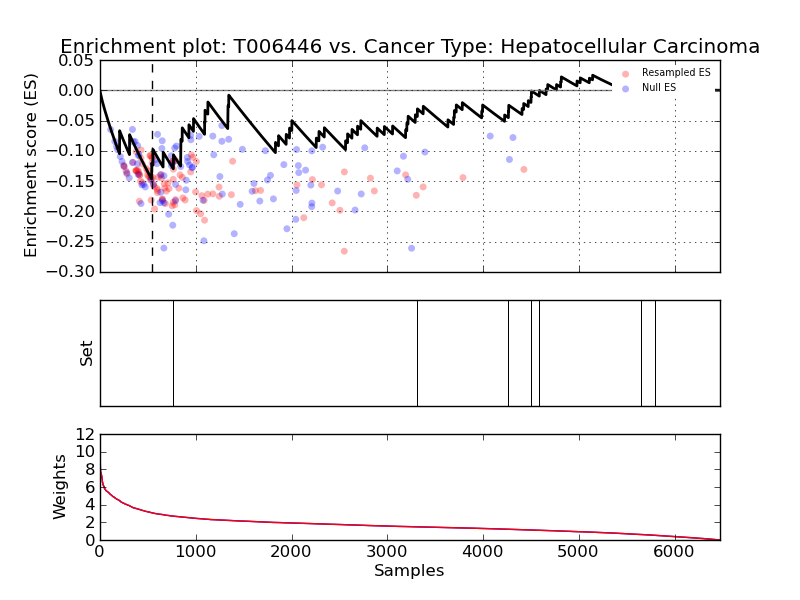 Enrichment plot: T006446 vs. Cancer Type: Hepatocellular Carcinoma
Enrichment score (ES)
0.05
0.00
−0.05
−0.10
−0.15
−0.20
−0.25
−0.30
Resampled ES
Null ES
Set
Weights
12
10
8
6
4
2
0
0 1000 2000 3000 4000 5000 6000
Samples